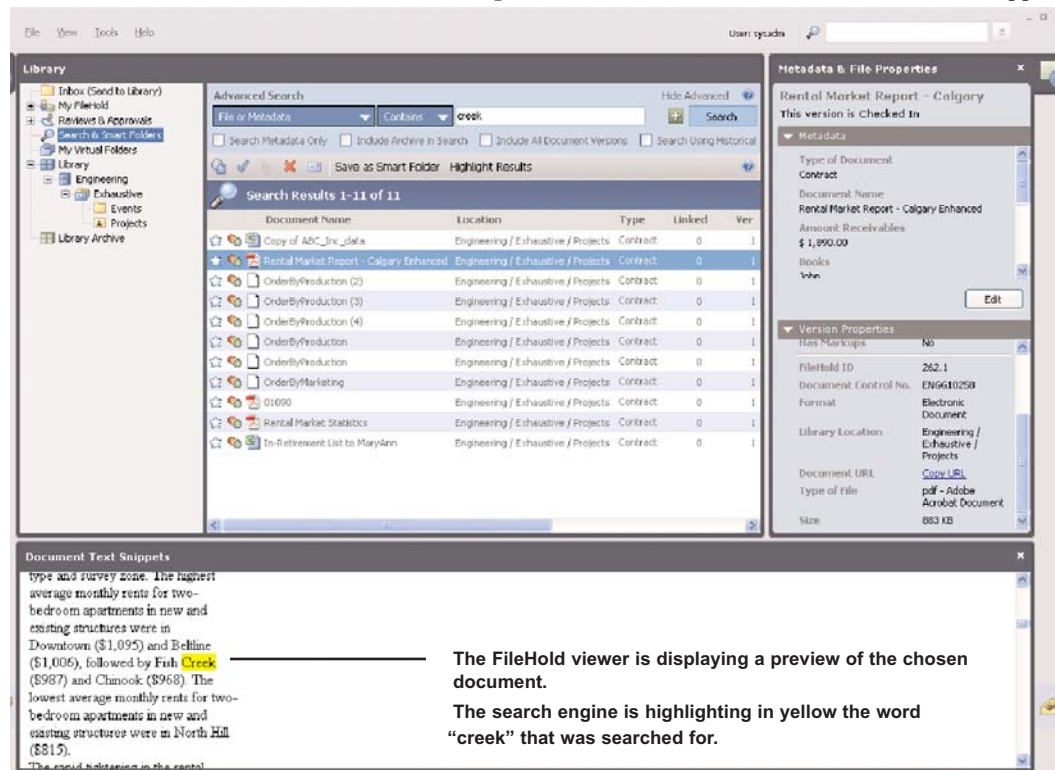 File View Tools Help
User: sysadm
Library
Inbox (Send to Library)
My FileHold
Reviews & Approvals
Search & Smart Folders
My Virtual Folders
Library
Engineering
Exhaustive
Events
Projects
Library Archive
Advanced Search
Hide Advanced
File or Metadata Contains creek Search
Search Metadata Only Include Archive in Search Include All Document Versions Search Using Historical
Save as Smart Folder Highlight Results
Search Results 1-11 of 11
Document Name Location Type Linked Ver
Copy of ABC_Inc_data Engineering / Exhaustive / Projects Contract 0 1
Rental Market Report - Calgary Enhanced Engineering / Exhaustive / Projects Contract 0 1
OrderByProduction (2) Engineering / Exhaustive / Projects Contract 0 1
OrderByProduction (3) Engineering / Exhaustive / Projects Contract 0 1
OrderByProduction (4) Engineering / Exhaustive / Projects Contract 0 1
OrderByProduction Engineering / Exhaustive / Projects Contract 0 1
OrderByProduction Engineering / Exhaustive / Projects Contract 0 1
OrderByMarketing Engineering / Exhaustive / Projects Contract 0 1
01090 Engineering / Exhaustive / Projects Contract 0 1
Rental Market Statistics Engineering / Exhaustive / Projects Contract 0 1
In-Retirement List to MaryAnn Engineering / Exhaustive / Projects Contract 0 1
Metadata & File Properties
Rental Market Report - Calgary
This version is Checked In
Metadata
Type of Document
Contract
Document Name
Rental Market Report - Calgary Enhanced
Amount Receivables
$ 1,890.00
Books
John
Edit
Version Properties
Has Markups No
FileHold ID 262.1
Document Control No. ENG610258
Format Electronic
Document
Library Location Engineering /
Exhaustive /
Projects
Document URL Copy URL
Type of File pdf - Adobe
Acrobat Document
Size 883 KB
Document Text Snippets
type and survey zone. The highest
average monthly rents for two-
bedroom apartments in new and
existing structures were in
Downtown ($1,095) and Beltline
($1,006), followed by Fish Creek
($987) and Chinook ($968). The
lowest average monthly rents for two-
bedroom apartments in new and
existing structures were in North Hill
($815).
The rapid tightening in the rental
The FileHold viewer is displaying a preview of the chosen
document.
The search engine is highlighting in yellow the word
“creek” that was searched for.